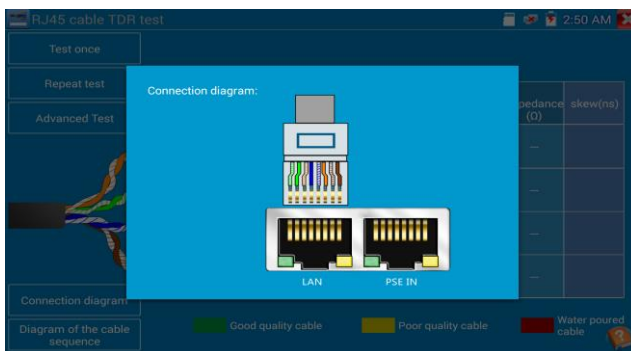 RJ45 cable TDR test
2:50 AM
Test once
Repeat test
Advanced Test
Connection diagram:
skew(ns)
(Ω)
LAN
PSE IN
Connection diagram
Diagram of the cable
sequence
Good quality cable
Poor quality cable
Water poured
cable